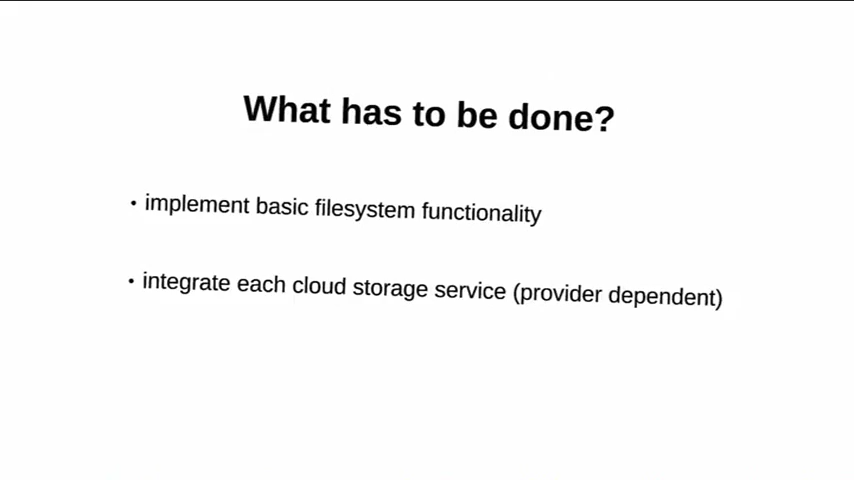 What has to be done?
• implement basic filesystem functionality
• integrate each cloud storage service (provider dependent)